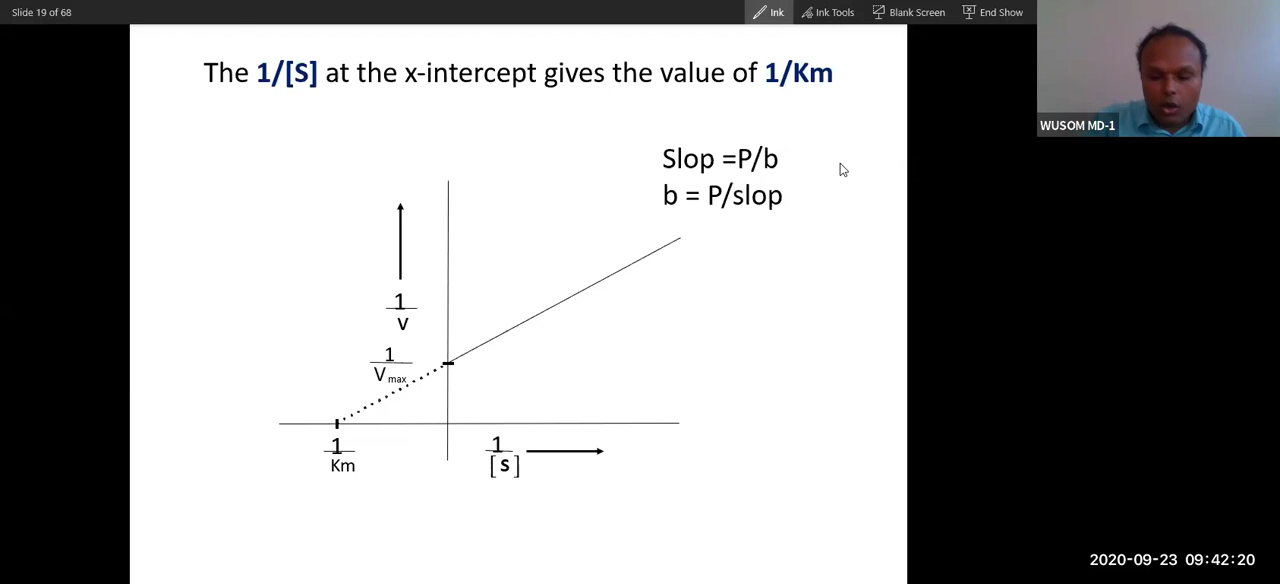 Slide 19 of 68
Ink
Ink Tools
Blank Screen
End Show
The 1/[S] at the x-intercept gives the value of 1/Km
WUSOM MD-1
Slop =P/b
b = P/slop
1
v
1
V max
1
Km
1
[s]
2020-09-23 09:42:20